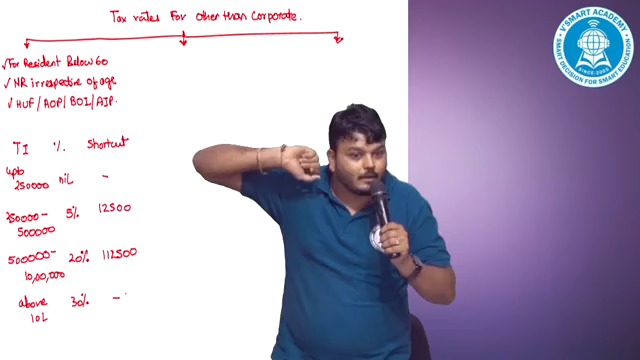 Tax rates For other than Corporate.
✓For Resident Below 60
✓ NR irrespective of age
✓ HUF/AOP/BOI/AJP.
TI % Shortcut
upto
250000 nil –
250000-
500000 5% 12500
500000-
10,00,000 20% 112500
above
10L 30% –
V'SMART ACADEMY
SINCE-2005
SMART DECISION FOR SMART EDUCATION